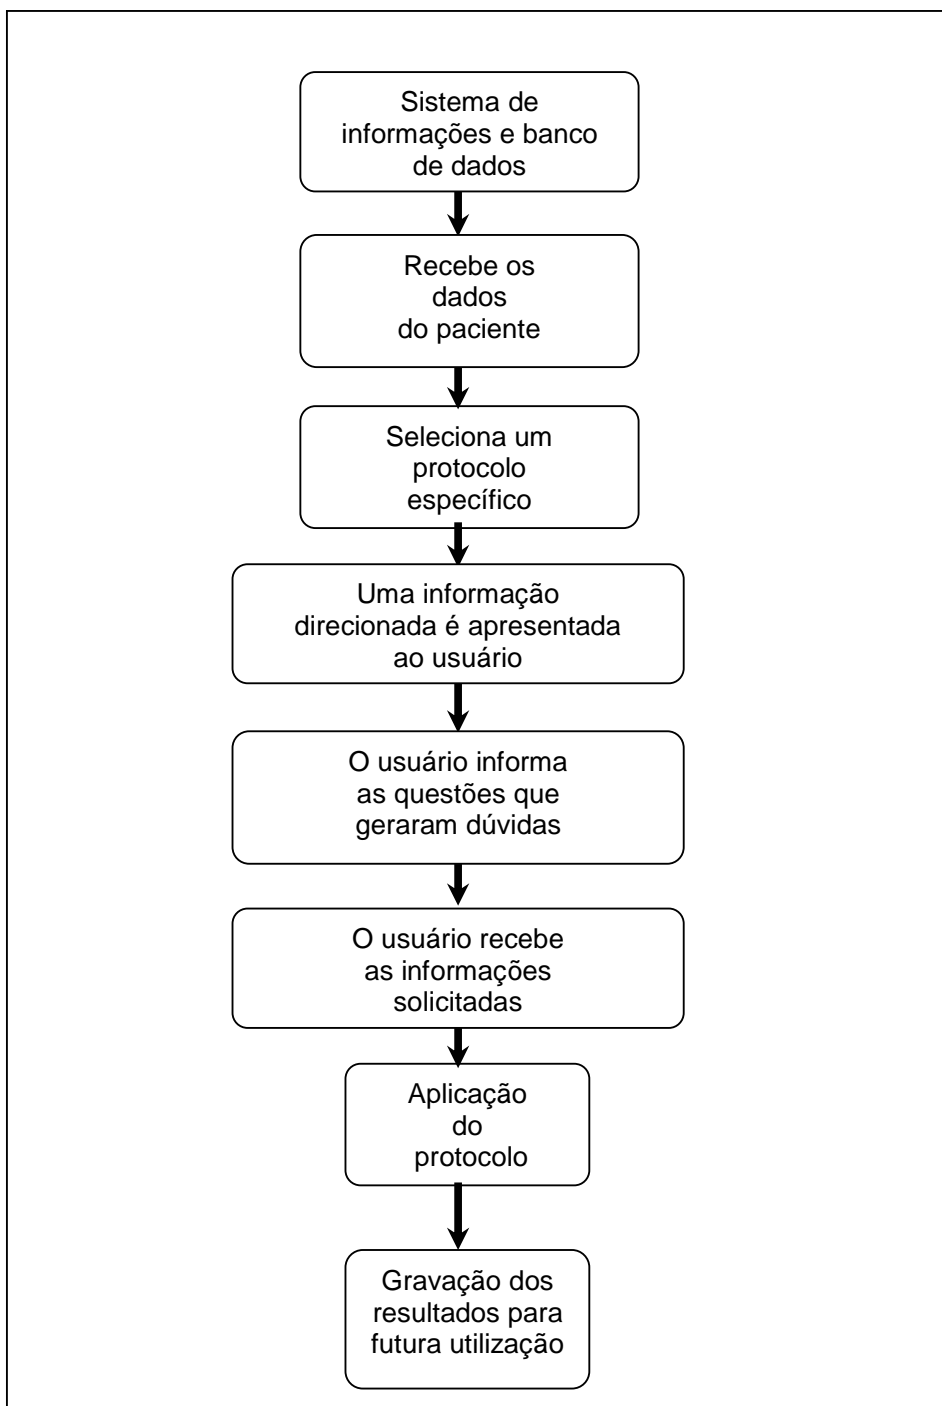 Sistema de
informações e banco
de dados
Recebe os
dados
do paciente
Seleciona um
protocolo
específico
Uma informação
direcionada é apresentada
ao usuário
O usuário informa
as questões que
geraram dúvidas
O usuário recebe
as informações
solicitadas
Aplicação
do
protocolo
Gravação dos
resultados para
futura utilização